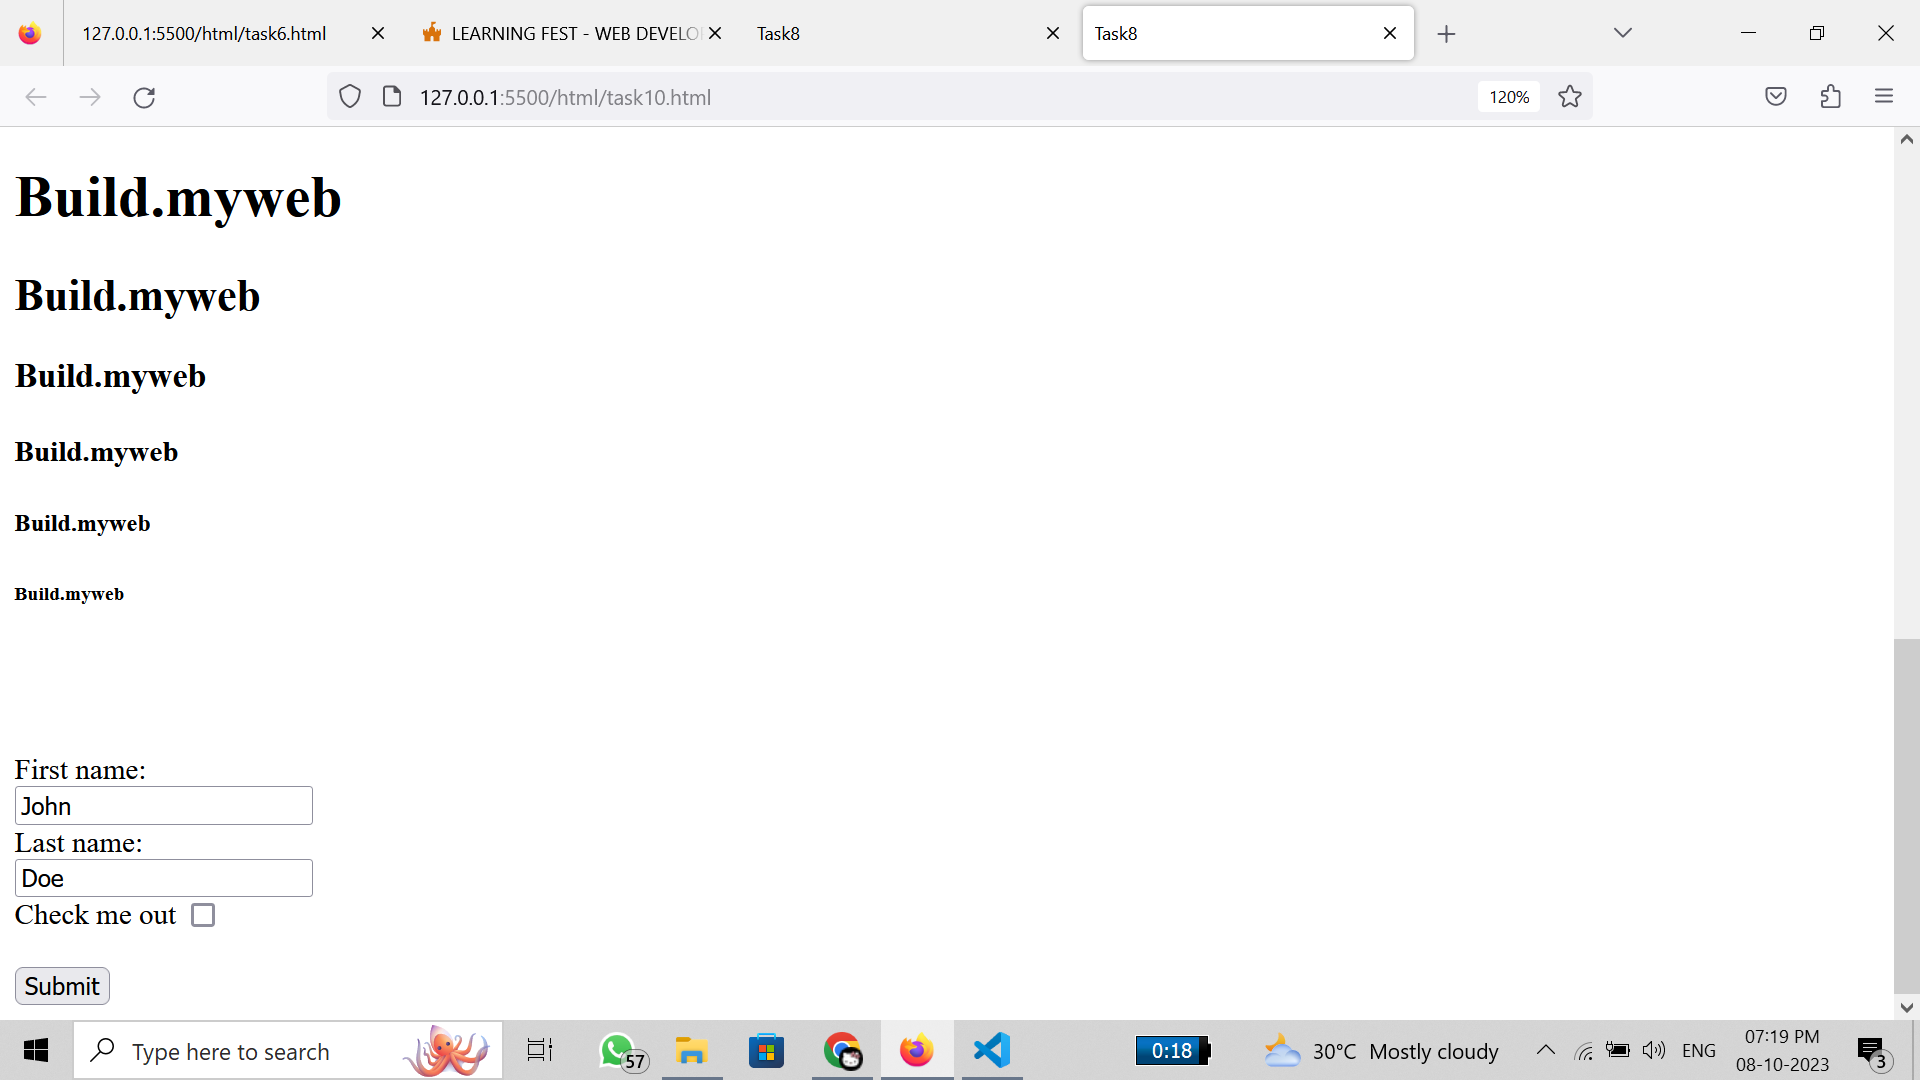 127.0.0.1:5500/html/task6.html
LEARNING FEST - WEB DEVELO
Task8
Task8
127.0.0.1:5500/html/task10.html
120%
Build.myweb
Build.myweb
Build.myweb
Build.myweb
Build.myweb
Build.myweb
First name:
John
Last name:
Doe
Check me out
Submit
Type here to search
57
0:18
30°C Mostly cloudy
ENG
07:19 PM
08-10-2023
3